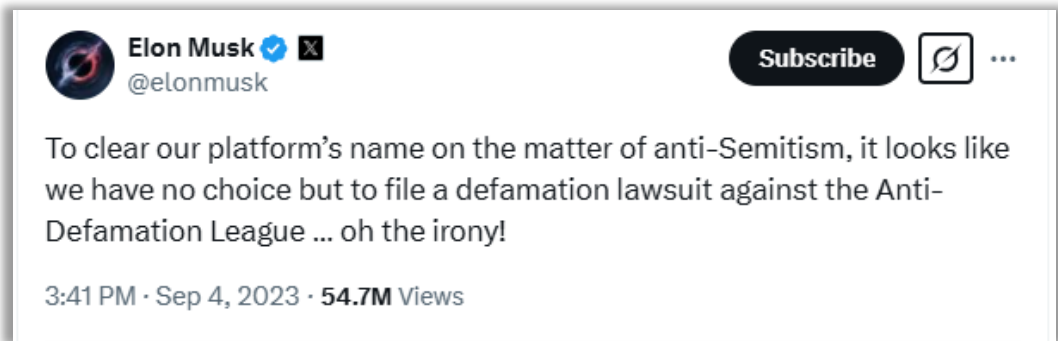 Elon Musk
@elonmusk
Subscribe
To clear our platform’s name on the matter of anti-Semitism, it looks like
we have no choice but to file a defamation lawsuit against the Anti-
Defamation League ... oh the irony!
3:41 PM · Sep 4, 2023 · 54.7M Views